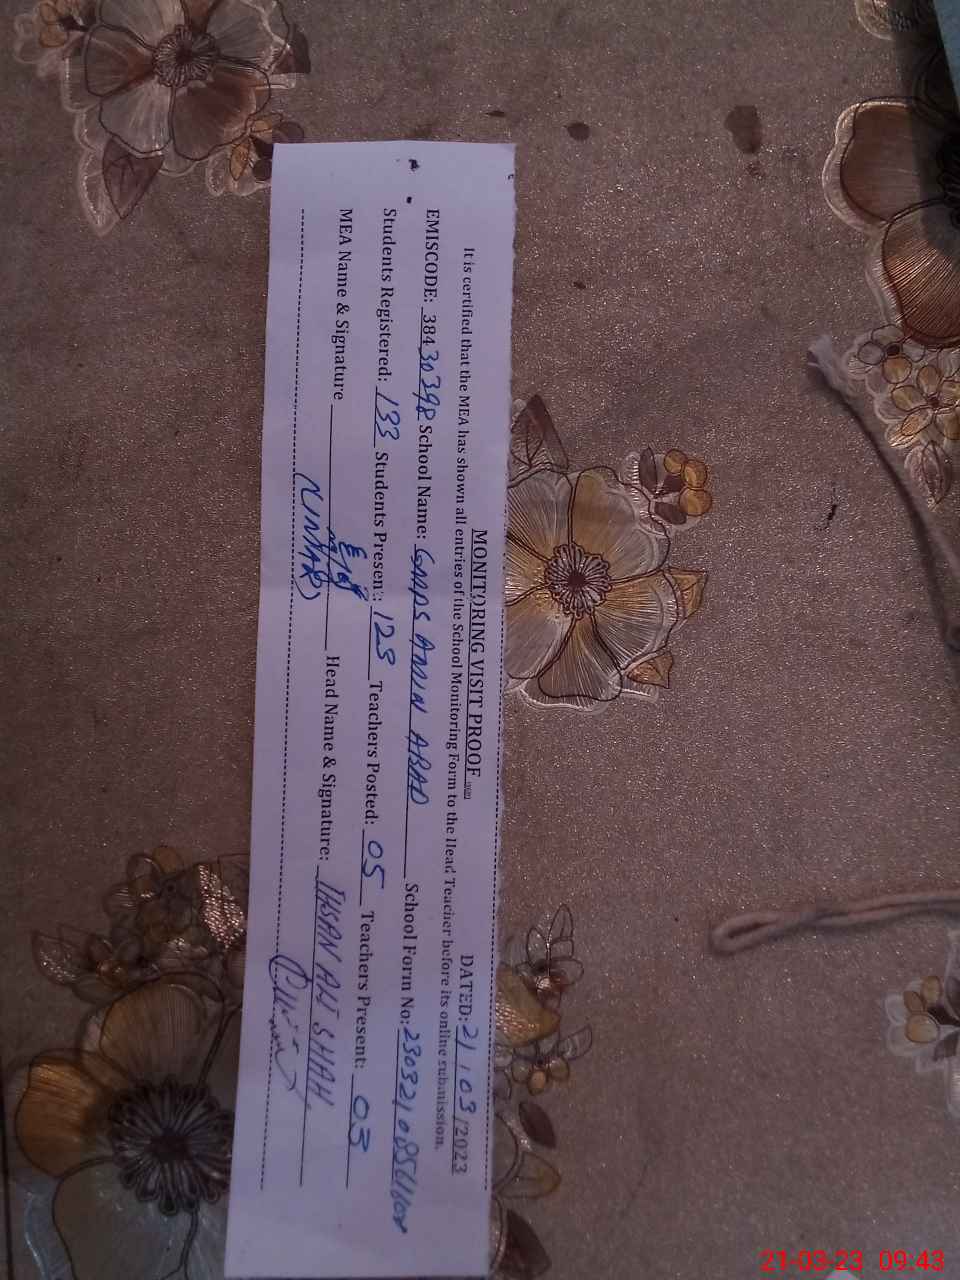 MONITORING VISIT PROOF
DATED: 21/03/2023
It is certified that the MEA has shown all entries of the School Monitoring Form to the Head Teacher before its online submission.
EMISCODE: 38430398 School Name: GMPS AMIN ABAD School Form No:
Students Registered: 133 Students Present: 123 Teachers Posted: 05 Teachers Present: 03
MEA Name & Signature Head Name & Signature: IHSAN ALI SHAH
21-03-23 09:43